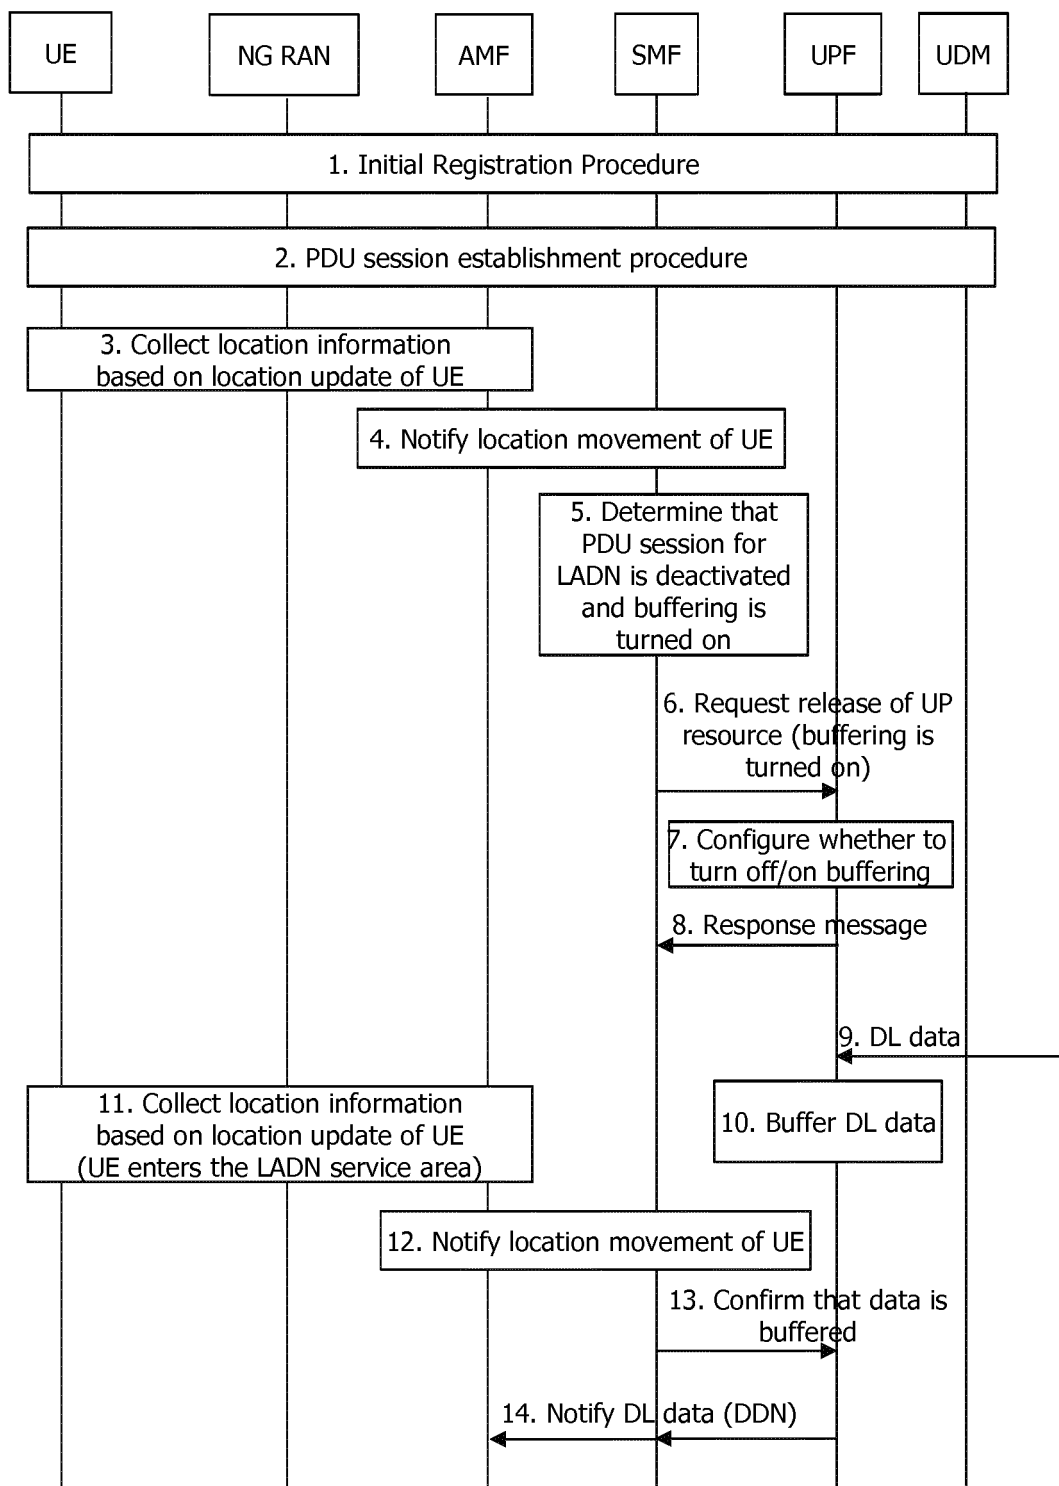 UE
NG RAN
AMF
SMF
UPF
UDM
1. Initial Registration Procedure
2. PDU session establishment procedure
3. Collect location information
based on location update of UE
4. Notify location movement of UE
5. Determine that
PDU session for
LADN is deactivated
and buffering is
turned on
6. Request release of UP
resource (buffering is
turned on)
7. Configure whether to
turn off/on buffering
8. Response message
9. DL data
10. Buffer DL data
11. Collect location information
based on location update of UE
(UE enters the LADN service area)
12. Notify location movement of UE
13. Confirm that data is
buffered
14. Notify DL data (DDN)